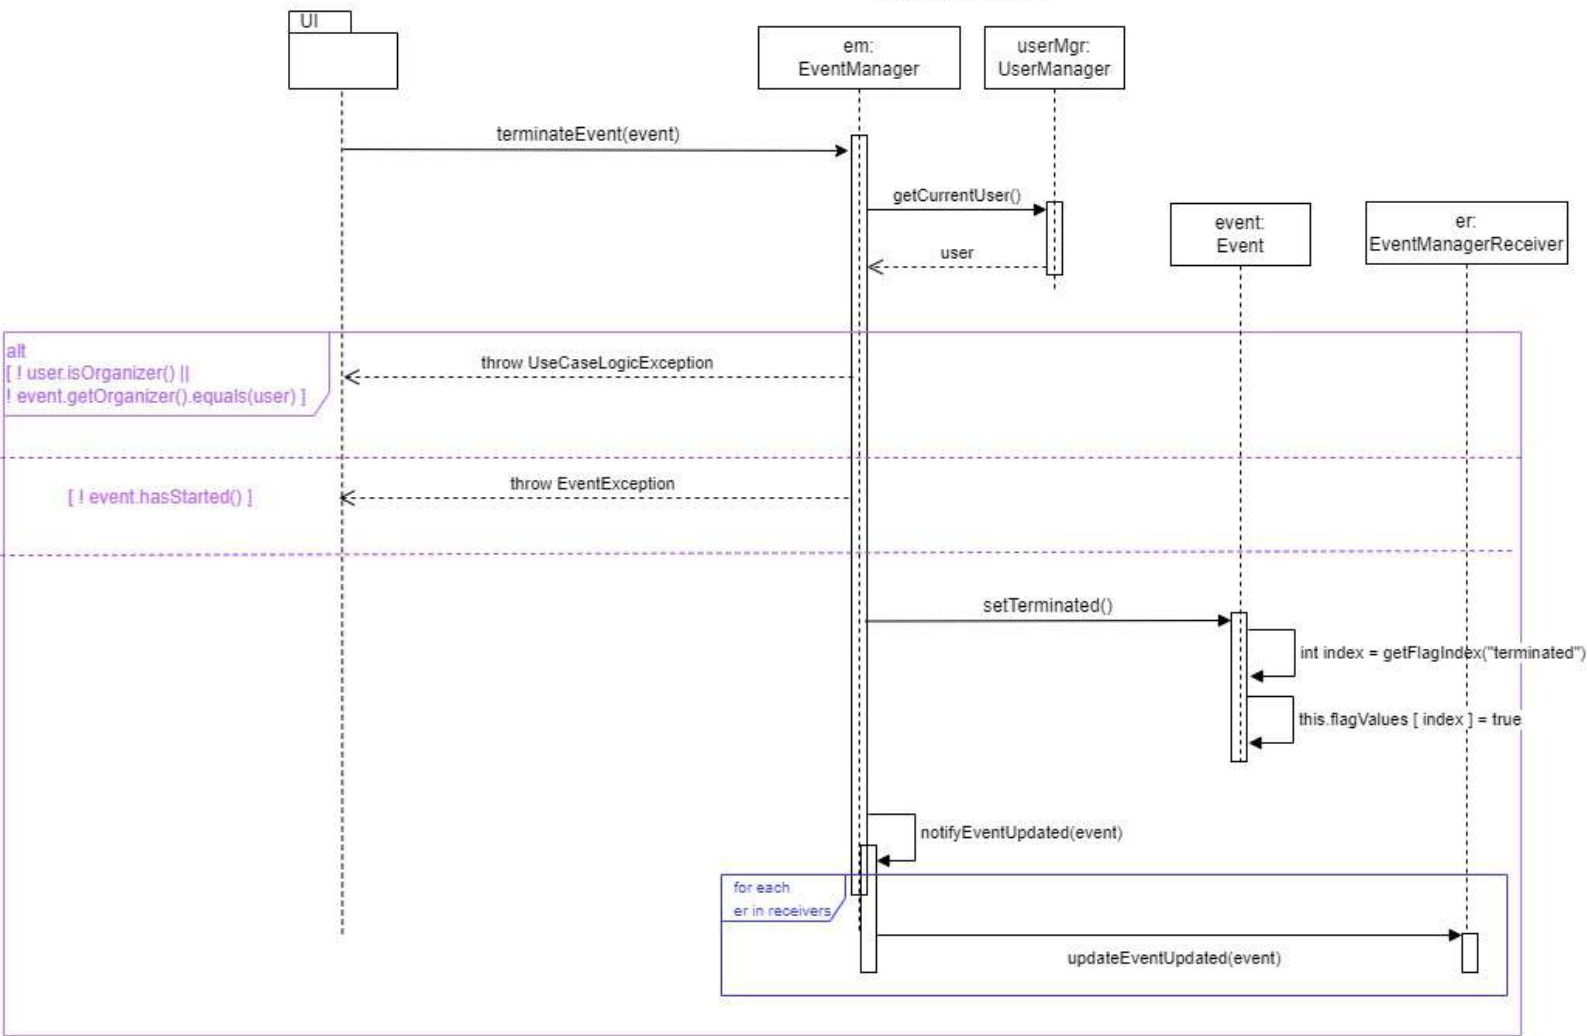 UI
em:
EventManager
userMgr:
UserManager
terminateEvent(event)
getCurrentUser()
user
event:
Event
er:
EventManagerReceiver
alt
[ ! user.isOrganizer() ||
! event.getOrganizer().equals(user) ]
throw UseCaseLogicException
[ ! event.hasStarted() ]
throw EventException
setTerminated()
int index = getFlagIndex("terminated")
this.flagValues [ index ] = true
notifyEventUpdated(event)
for each
er in receivers
updateEventUpdated(event)